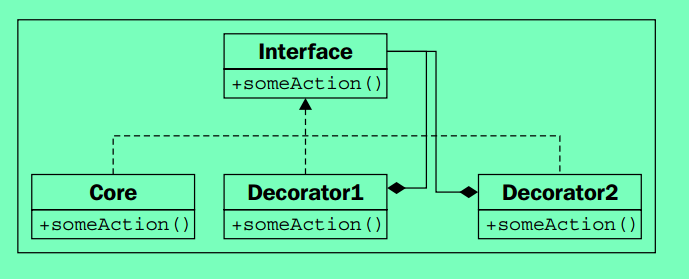 Interface
+someAction()
Core
+someAction()
Decorator1
+someAction()
Decorator2
+someAction()